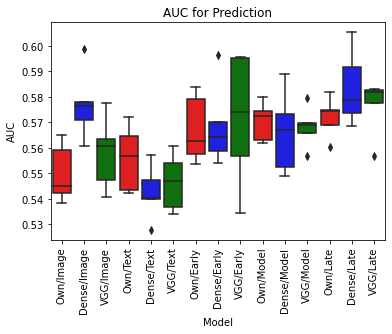 AUC for Prediction
AUC
0.60
0.59
0.58
0.57
0.56
0.55
0.54
0.53
Own/Image
Dense/Image
VGG/Image
Own/Text
Dense/Text
VGG/Text
Own/Early
Dense/Early
VGG/Early
Own/Model
Dense/Model
VGG/Model
Own/Late
Dense/Late
VGG/Late
Model